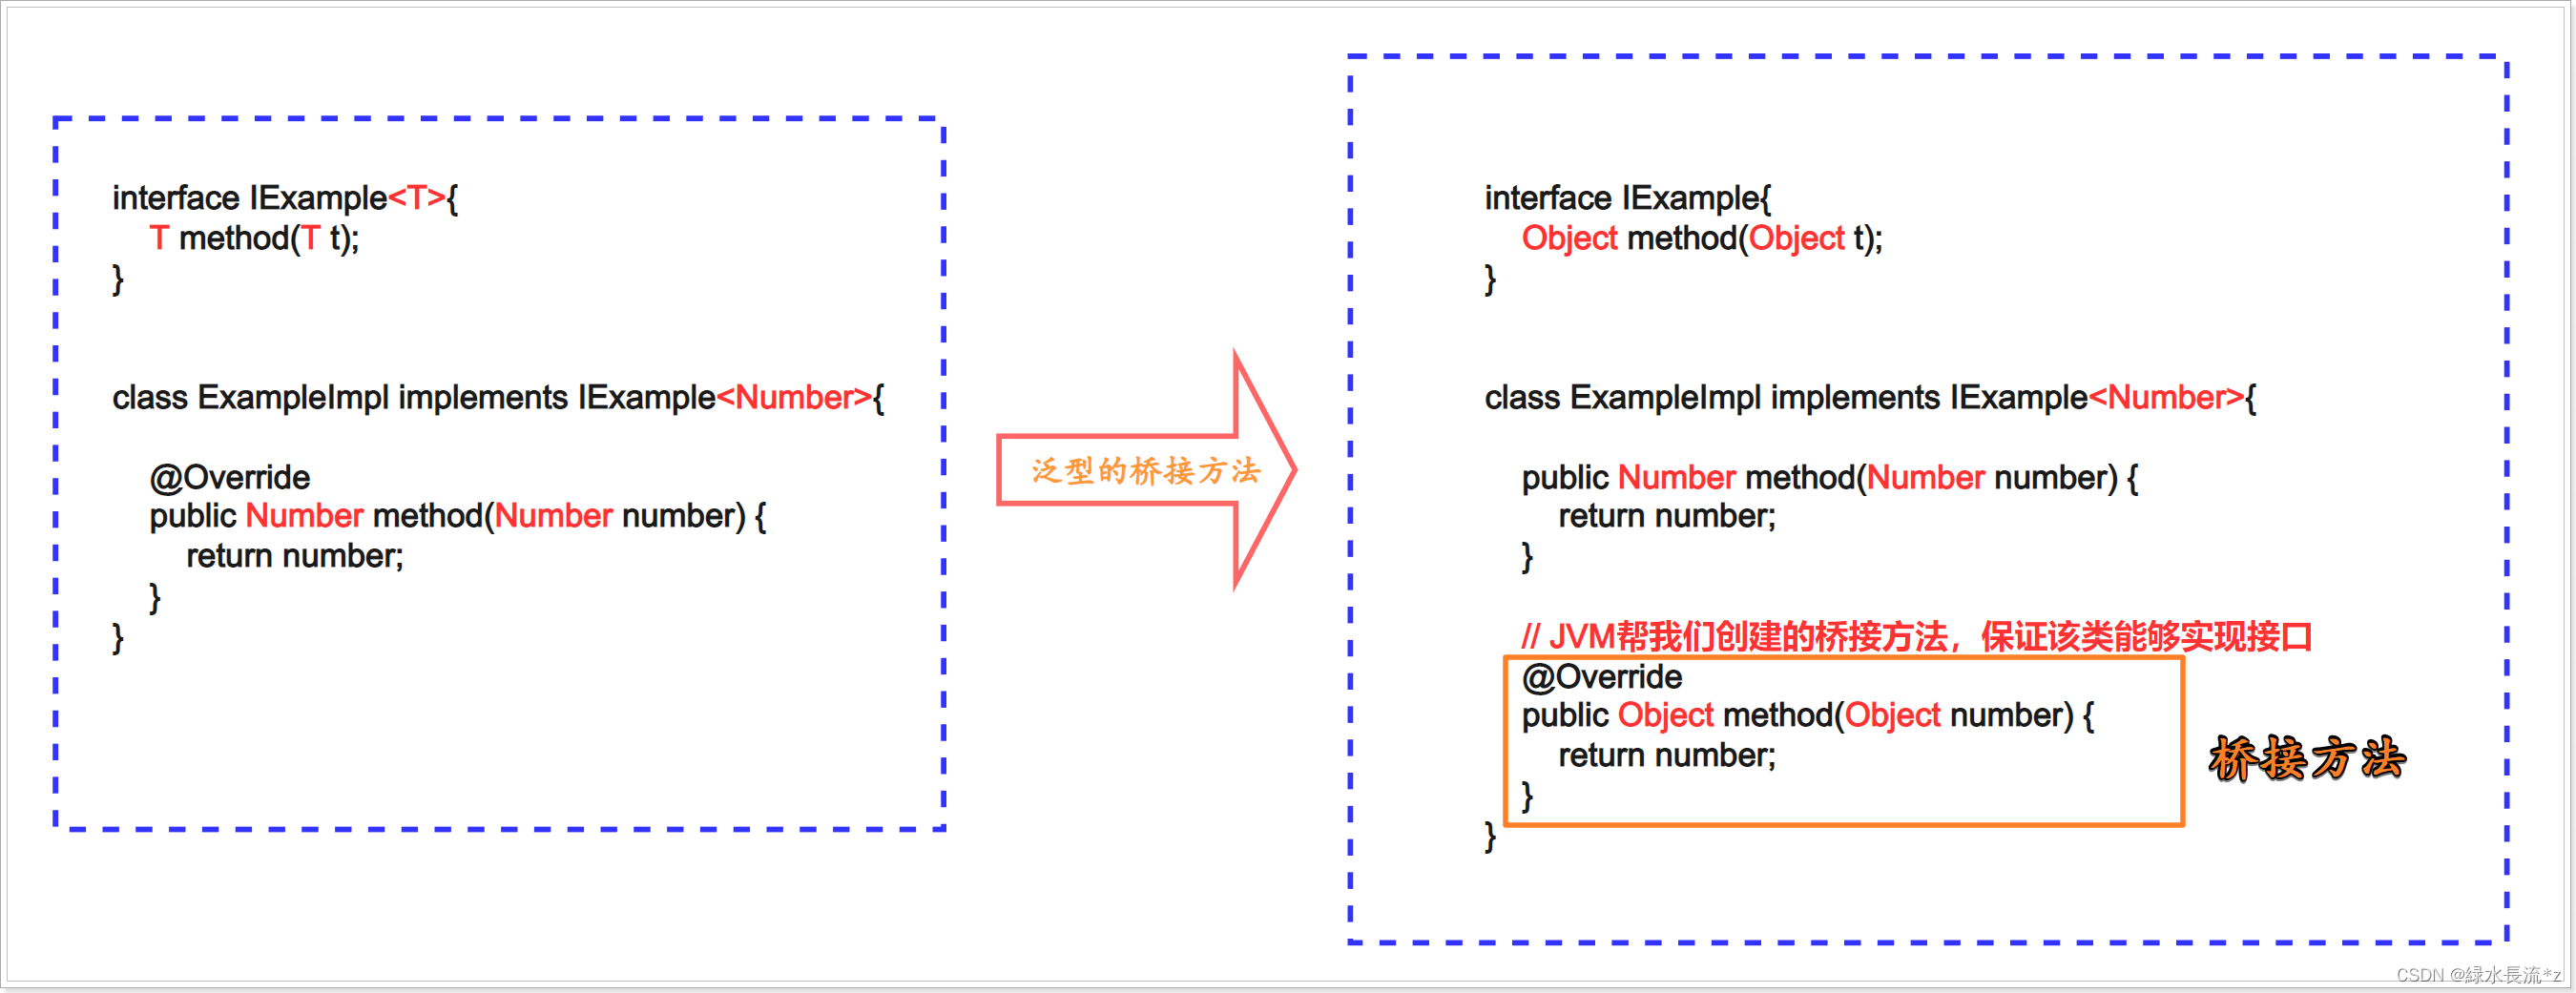 interface IExample<T>{
T method(T t);
}
class ExampleImpl implements IExample<Number>{
@Override
public Number method(Number number) {
return number;
}
}
泛型的桥接方法
interface IExample{
Object method(Object t);
}
class ExampleImpl implements IExample<Number>{
public Number method(Number number) {
return number;
}
// JVM帮我们创建的桥接方法，保证该类能够实现接口
@Override
public Object method(Object number) {
return number;
}
}
桥接方法
CSDN @緑水長流*z